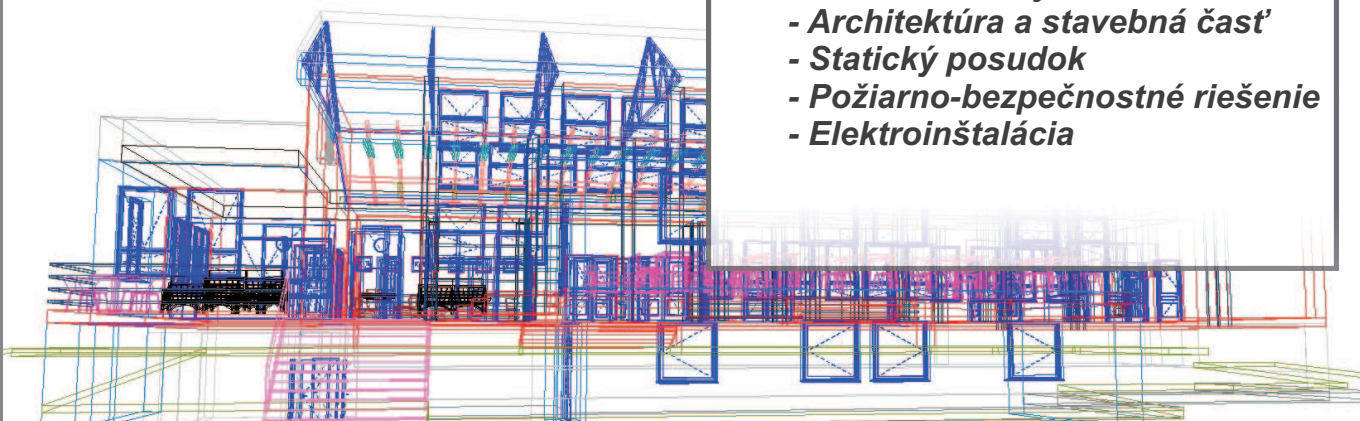 - Architektúra a stavebná časť
- Statický posudok
- Požiarno-bezpečnostné riešenie
- Elektroinštalácia